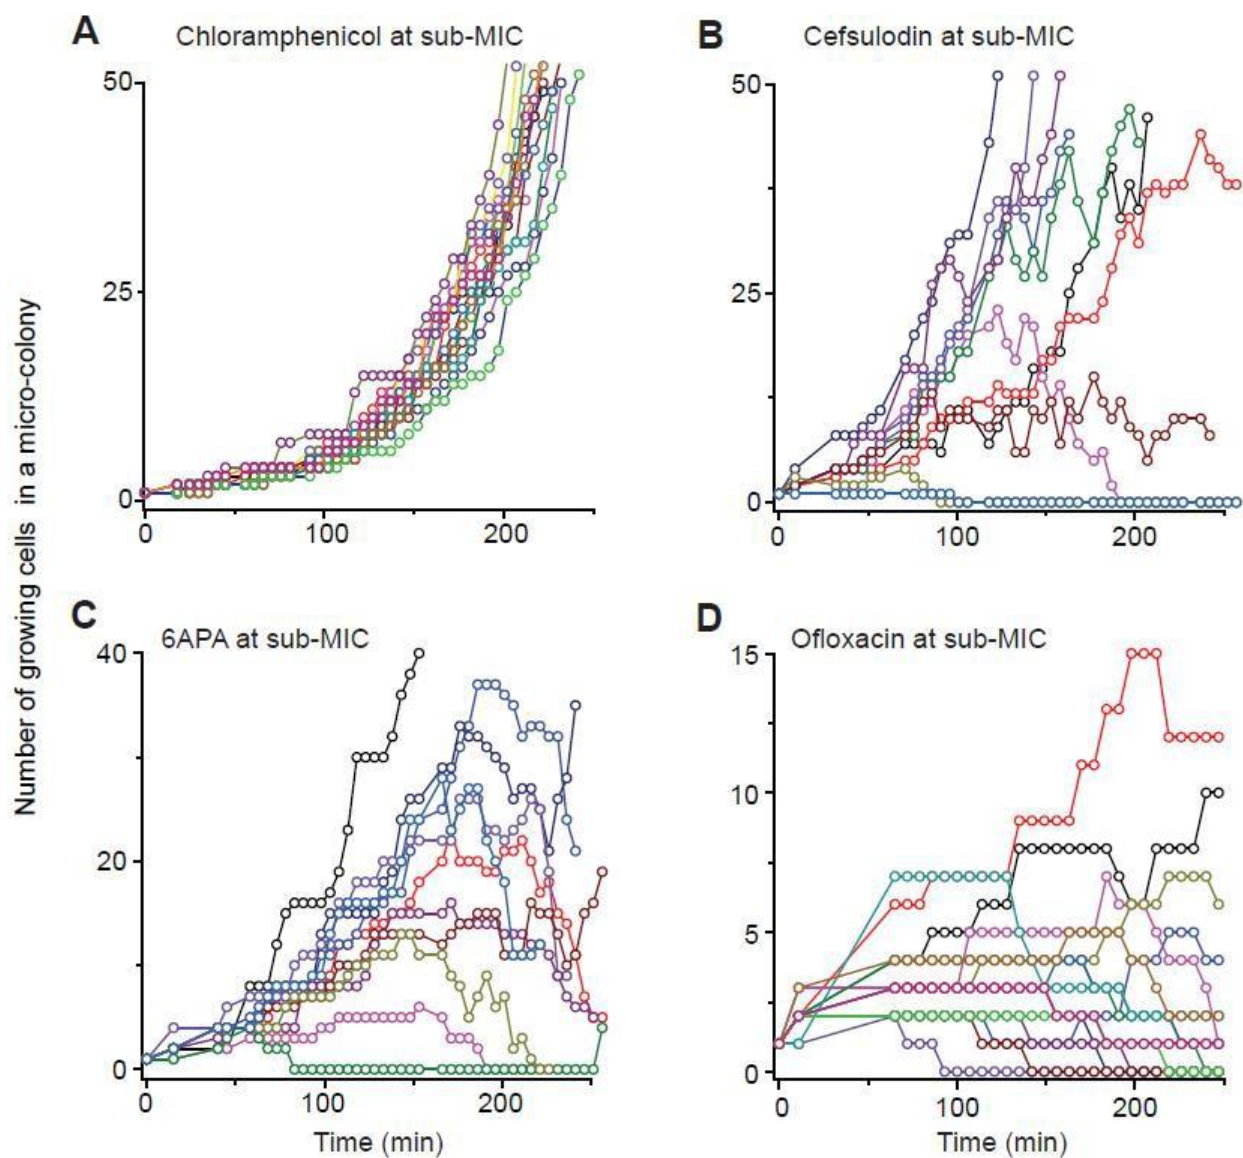 A Chloramphenicol at sub-MIC
50
25
0
0 100 200
B Cefsulodin at sub-MIC
50
25
0
0 100 200
Number of growing cells in a micro-colony
C 6APA at sub-MIC
40
20
0
0 100 200
Time (min)
D Ofloxacin at sub-MIC
15
10
5
0
0 100 200
Time (min)